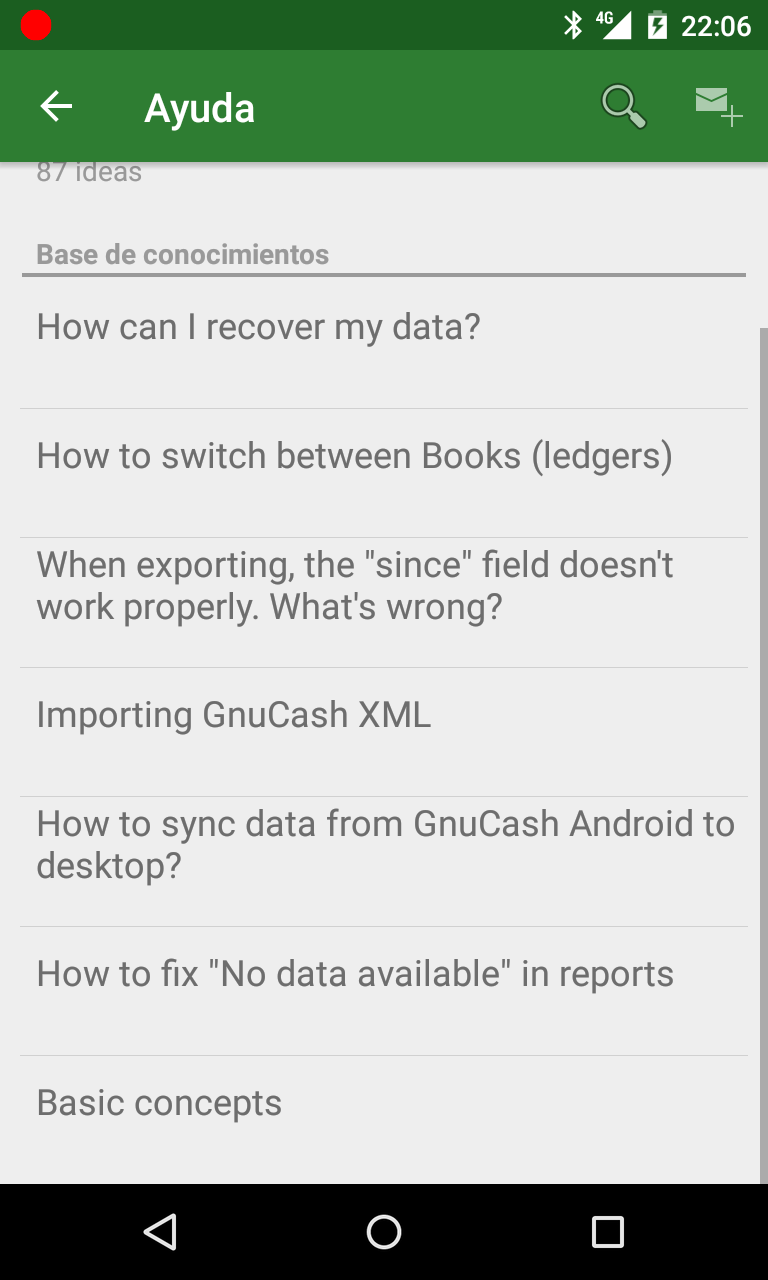 4G 22:06
Ayuda
87 ideas
Base de conocimientos
How can I recover my data?
How to switch between Books (ledgers)
When exporting, the "since" field doesn't
work properly. What's wrong?
Importing GnuCash XML
How to sync data from GnuCash Android to
desktop?
How to fix "No data available" in reports
Basic concepts